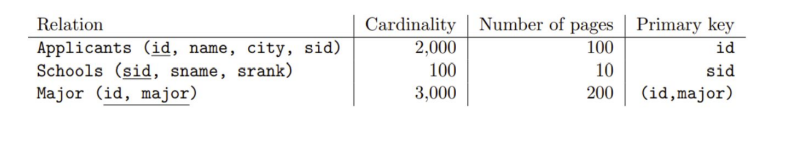 Relation Cardinality Number of pages Primary key
Applicants (id, name, city, sid) 2,000 100 id
Schools (sid, sname, srank) 100 10 sid
Major (id, major) 3,000 200 (id,major)